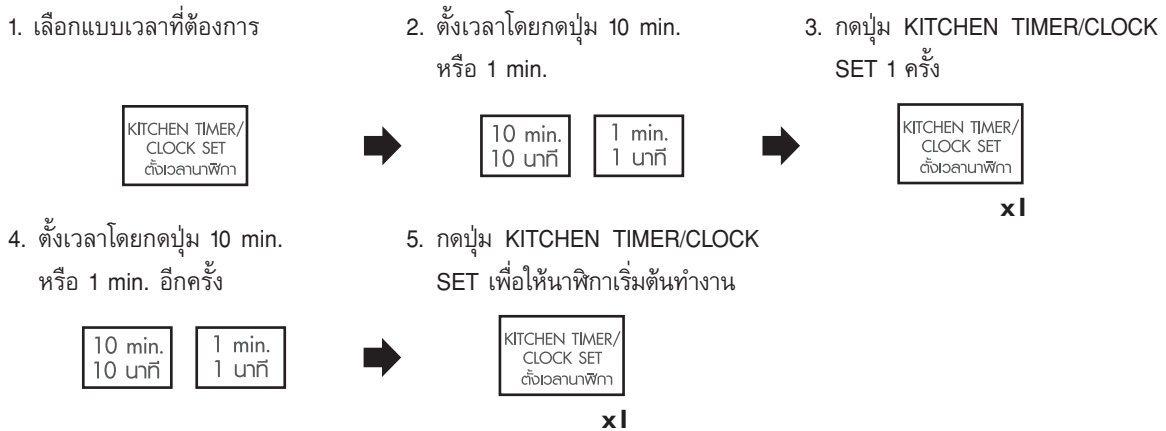 1. เลือกแบบเวลาที่ต้องการ
KITCHEN TIMER/
CLOCK SET
ตั้งเวลานาฬิกา
2. ตั้งเวลาโดยกดปุ่ม 10 min.
หรือ 1 min.
10 min.
10 นาที
1 min.
1 นาที
3. กดปุ่ม KITCHEN TIMER/CLOCK
SET 1 ครั้ง
KITCHEN TIMER/
CLOCK SET
ตั้งเวลานาฬิกา
x1
4. ตั้งเวลาโดยกดปุ่ม 10 min.
หรือ 1 min. อีกครั้ง
10 min.
10 นาที
1 min.
1 นาที
5. กดปุ่ม KITCHEN TIMER/CLOCK
SET เพื่อให้นาฬิกาเริ่มต้นทำงาน
KITCHEN TIMER/
CLOCK SET
ตั้งเวลานาฬิกา
x1